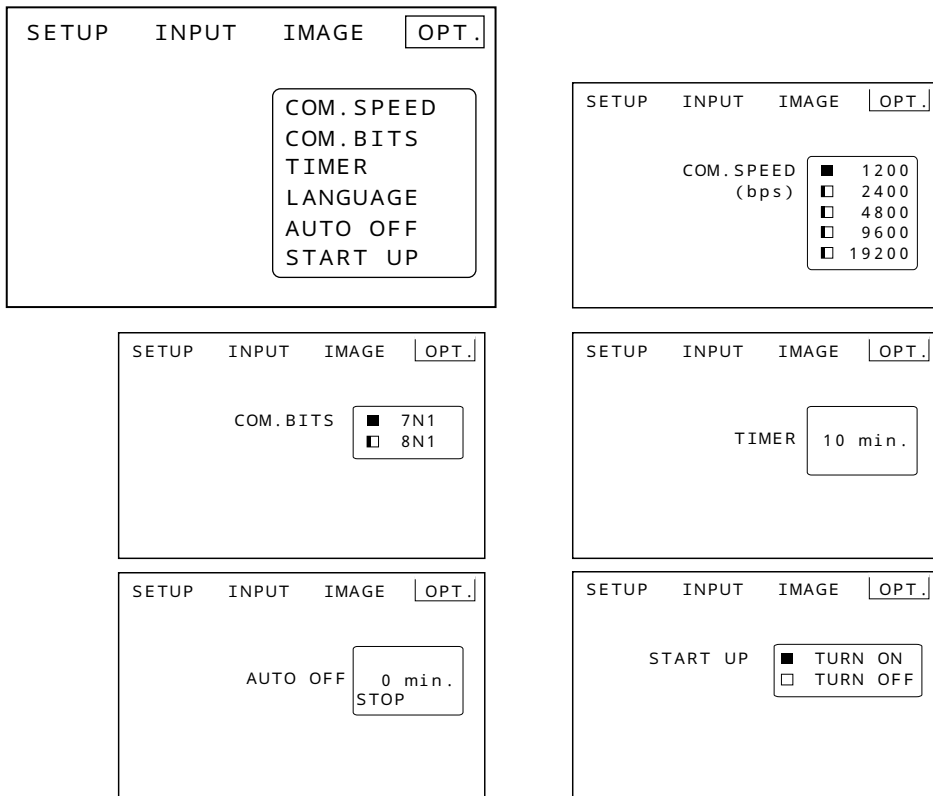 SETUP INPUT IMAGE OPT.
COM.SPEED
COM.BITS
TIMER
LANGUAGE
AUTO OFF
START UP
SETUP INPUT IMAGE OPT.
COM.SPEED 1200
(bps) 2400
4800
9600
19200
SETUP INPUT IMAGE OPT.
COM.BITS 7N1
8N1
SETUP INPUT IMAGE OPT.
TIMER 10 min.
SETUP INPUT IMAGE OPT.
AUTO OFF 0 min.
STOP
SETUP INPUT IMAGE OPT.
START UP TURN ON
TURN OFF